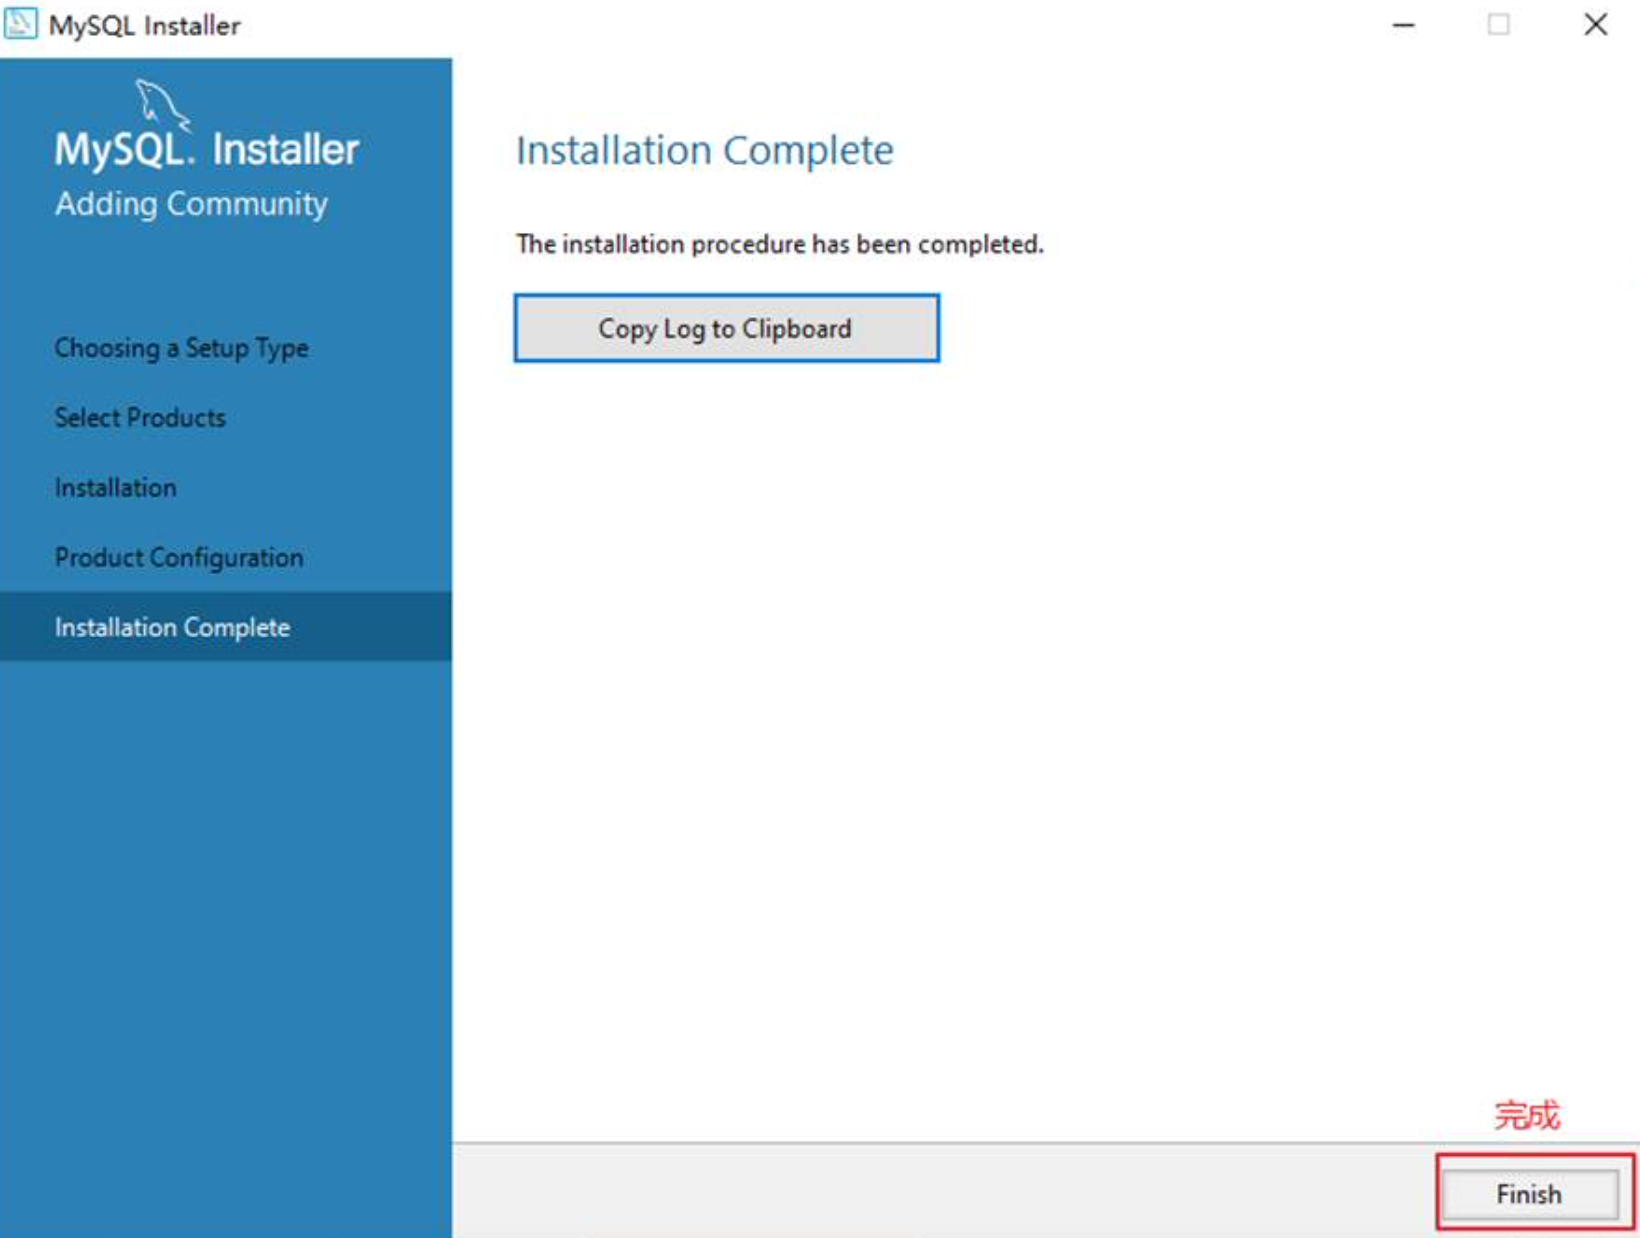 MySQL Installer
MySQL. Installer
Adding Community
Choosing a Setup Type
Select Products
Installation
Product Configuration
Installation Complete
Installation Complete
The installation procedure has been completed.
Copy Log to Clipboard
完成
Finish